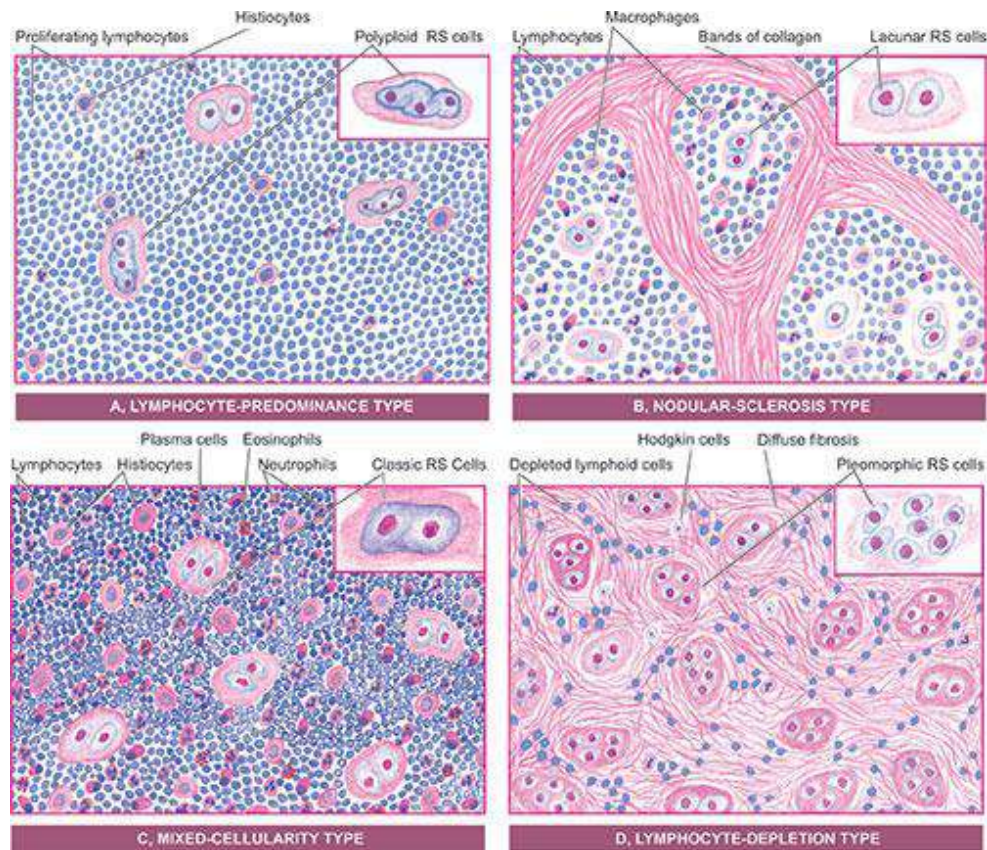 Histiocytes
Proliferating lymphocytes
Polyploid RS cells
A, LYMPHOCYTE-PREDOMINANCE TYPE
Macrophages
Lymphocytes
Bands of collagen
Lacunar RS cells
B, NODULAR-SCLEROSIS TYPE
Plasma cells
Eosinophils
Lymphocytes
Histiocytes
Neutrophils
Classic RS Cells
C, MIXED-CELLULARITY TYPE
Hodgkin cells
Diffuse fibrosis
Depleted lymphoid cells
Pleomorphic RS cells
D, LYMPHOCYTE-DEPLETION TYPE